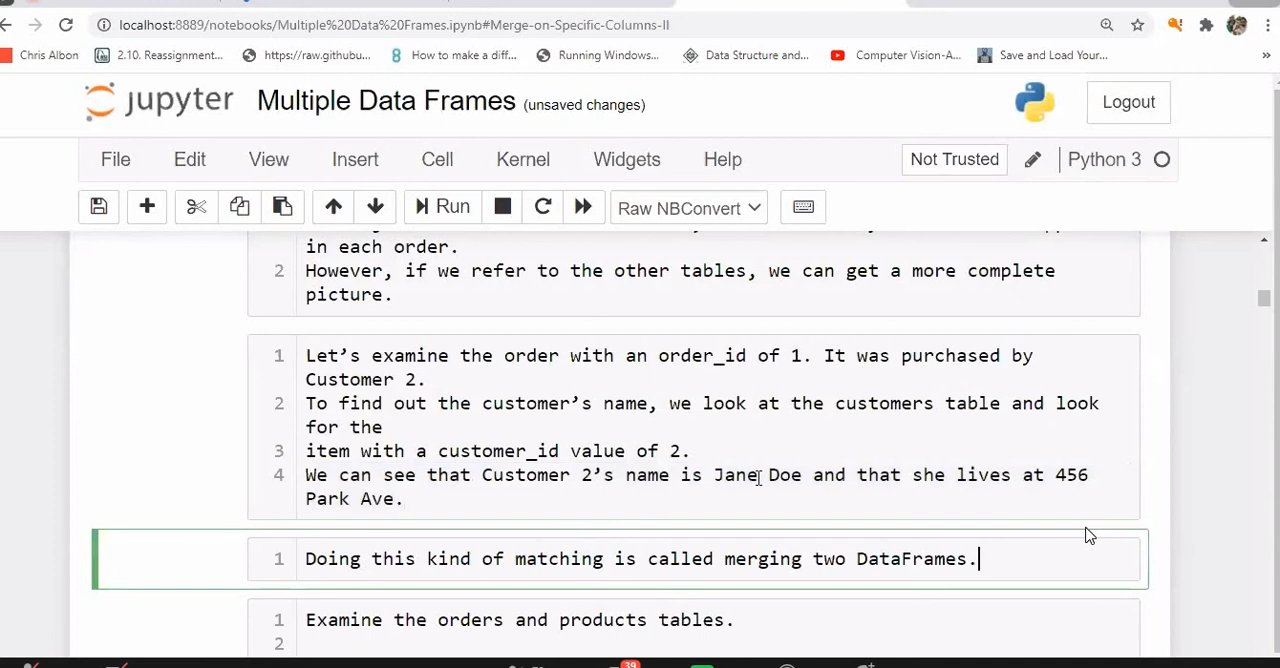 localhost:8889/notebooks/Multiple%20Data%20Frames.ipynb#Merge-on-Specific-Columns-II
Chris Albon 2.10. Reassignment... https://raw.githubu... How to make a diff... Running Windows... Data Structure and... Computer Vision-A... Save and Load Your... »
jupyter Multiple Data Frames (unsaved changes) Logout
File Edit View Insert Cell Kernel Widgets Help Not Trusted Python 3
Run Raw NBConvert
in each order.
2 However, if we refer to the other tables, we can get a more complete
picture.
1 Let’s examine the order with an order_id of 1. It was purchased by
Customer 2.
2 To find out the customer’s name, we look at the customers table and look
for the
3 item with a customer_id value of 2.
4 We can see that Customer 2’s name is Jane Doe and that she lives at 456
Park Ave.
1 Doing this kind of matching is called merging two DataFrames.
1 Examine the orders and products tables.
2
39